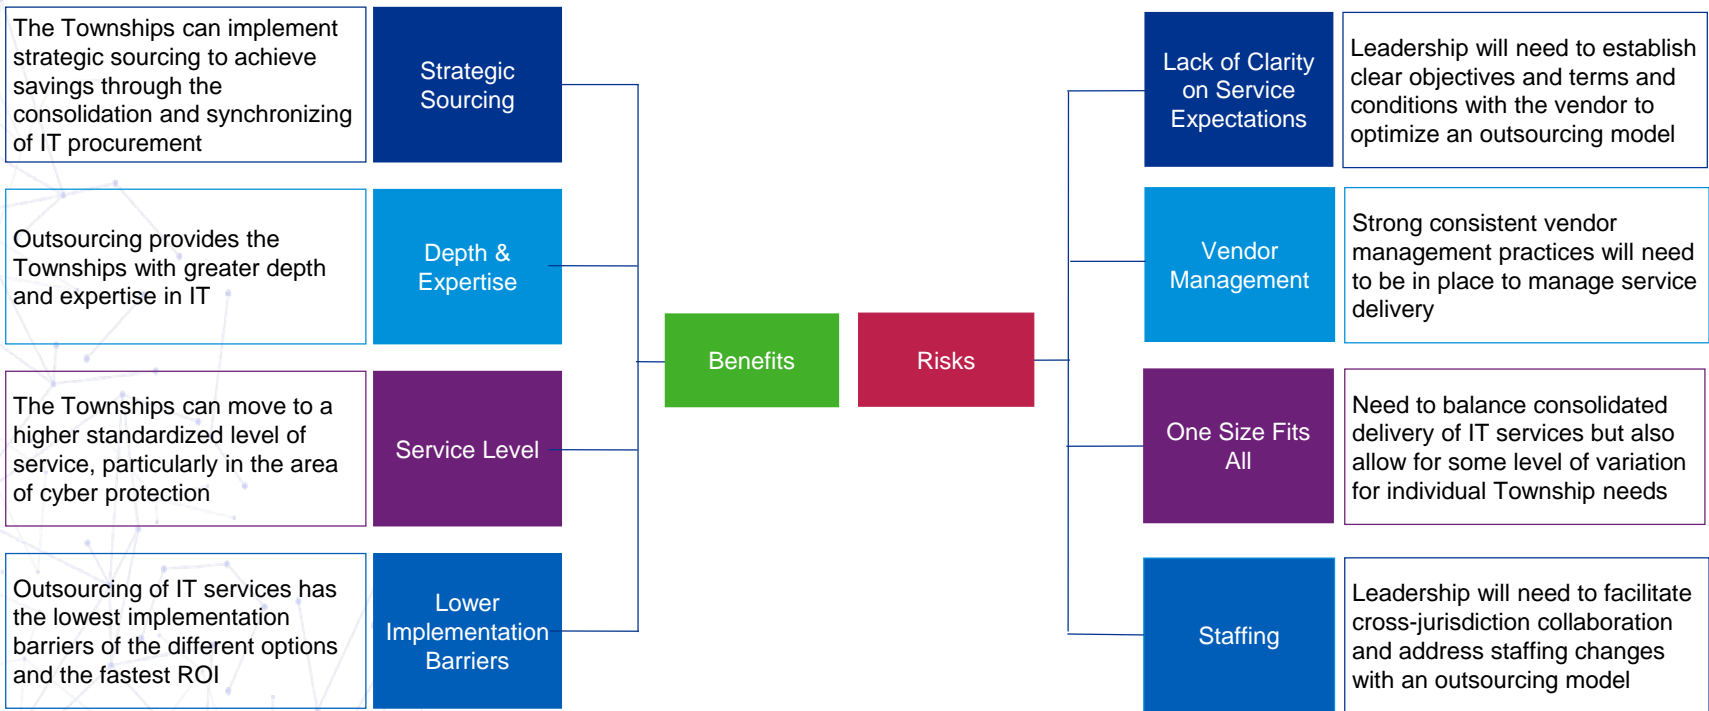 The Townships can implement
strategic sourcing to achieve
savings through the
consolidation and synchronizing
of IT procurement
Strategic
Sourcing
Outsourcing provides the
Townships with greater depth
and expertise in IT
Depth &
Expertise
The Townships can move to a
higher standardized level of
service, particularly in the area
of cyber protection
Service Level
Outsourcing of IT services has
the lowest implementation
barriers of the different options
and the fastest ROI
Lower
Implementation
Barriers
Benefits
Risks
Lack of Clarity
on Service
Expectations
Leadership will need to establish
clear objectives and terms and
conditions with the vendor to
optimize an outsourcing model
Vendor
Management
Strong consistent vendor
management practices will need
to be in place to manage service
delivery
One Size Fits
All
Need to balance consolidated
delivery of IT services but also
allow for some level of variation
for individual Township needs
Staffing
Leadership will need to facilitate
cross-jurisdiction collaboration
and address staffing changes
with an outsourcing model